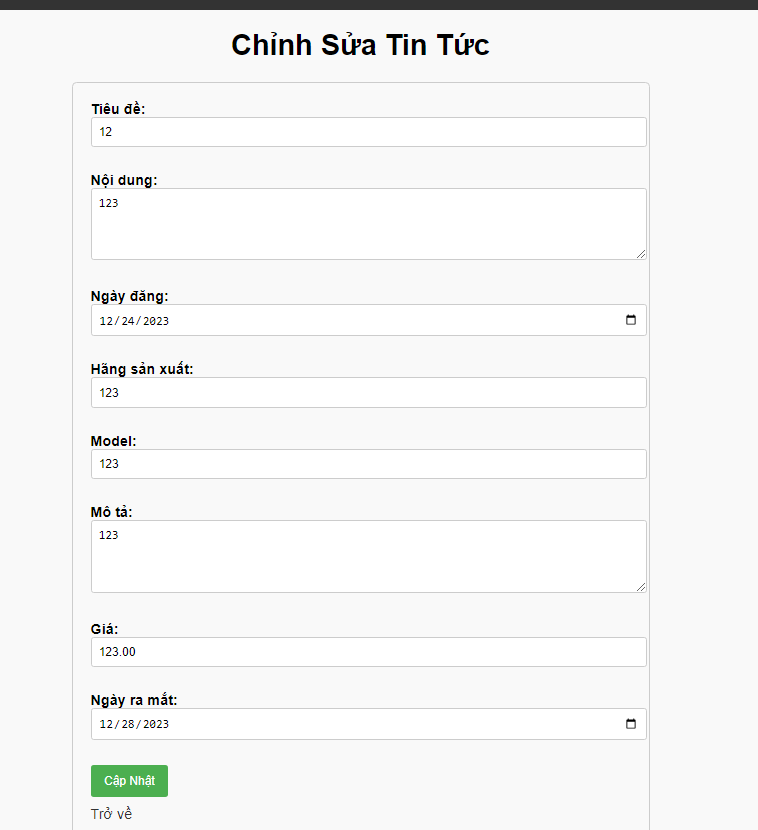 Chỉnh Sửa Tin Tức
Tiêu đề:
12
Nội dung:
123
Ngày đăng:
12/24/2023
Hãng sản xuất:
123
Model:
123
Mô tả:
123
Giá:
123.00
Ngày ra mắt:
12/28/2023
Cập Nhật
Trở về